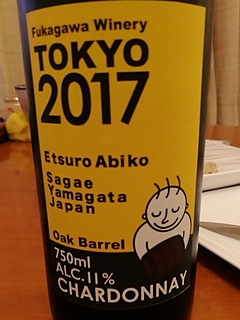 Fukagawa Winery
TOKYO
2017
Etsuro Abiko
Sagae
Yamagata
Japan
Oak Barrel
750ml
ALC.11%
CHARDONNAY